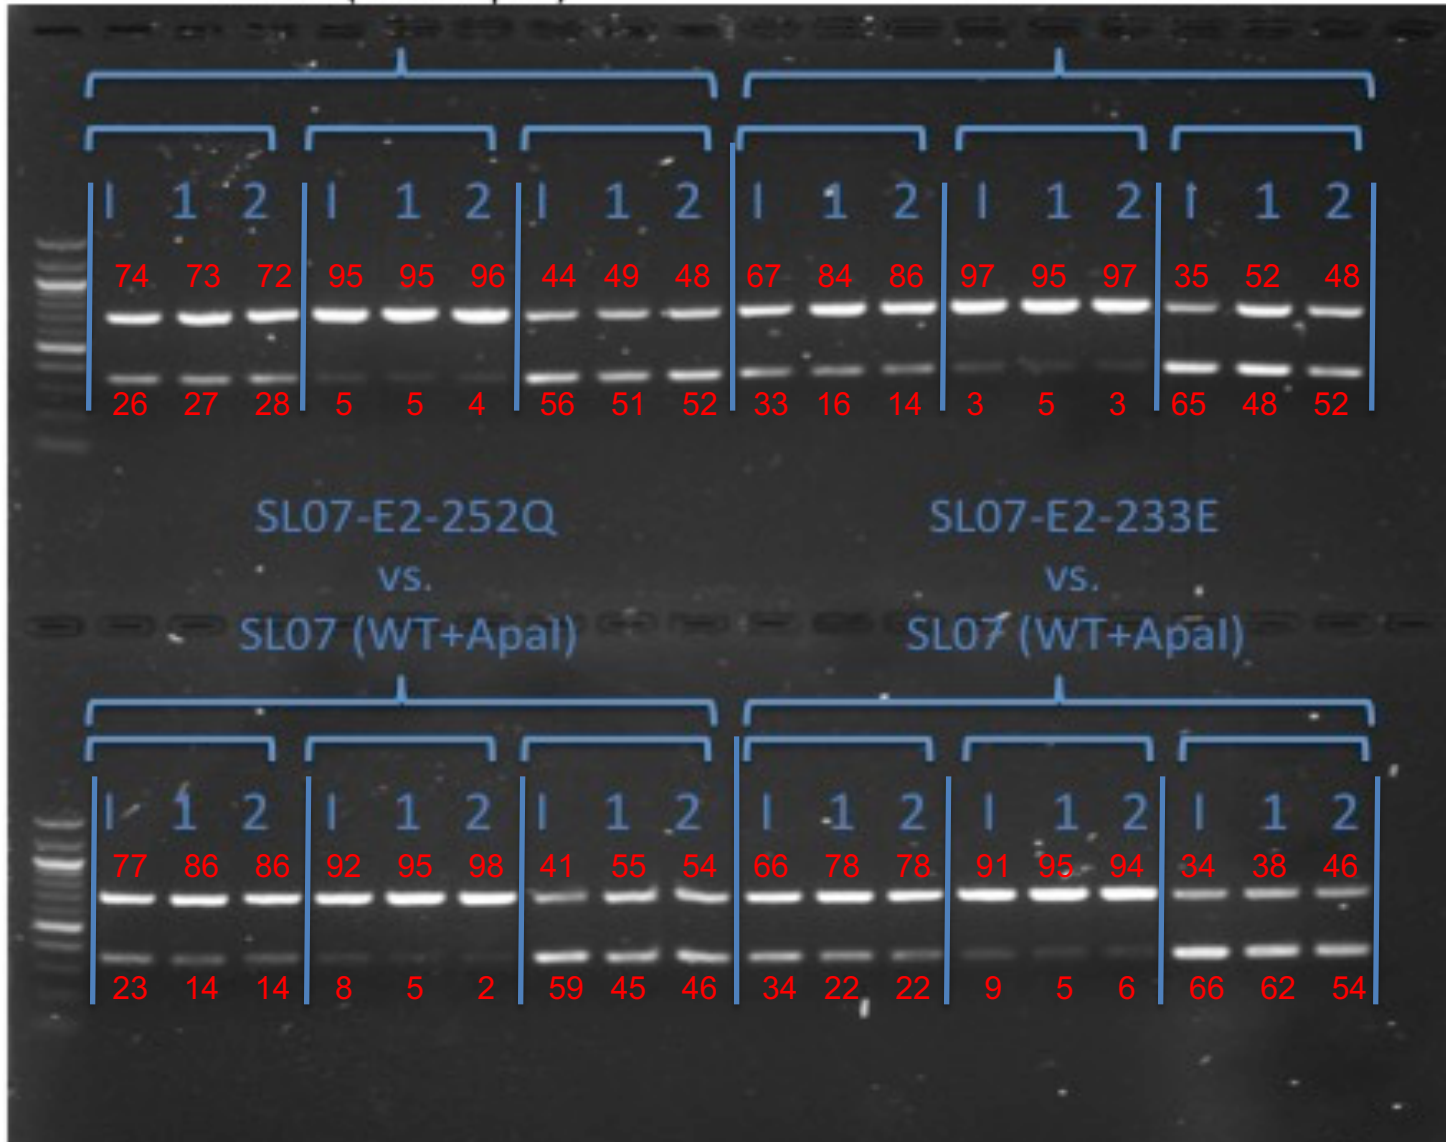 I 1 2 I 1 2 I 1 2 I 1 2 I 1 2 I 1 2
74 73 72 95 95 96 44 49 48 67 84 86 97 95 97 35 52 48
26 27 28 5 5 4 56 51 52 33 16 14 3 5 3 65 48 52
SL07-E2-252Q SL07-E2-233E
vs. vs.
SL07 (WT+ApaI) SL07 (WT+ApaI)
I 1 2 I 1 2 I 1 2 I 1 2 I 1 2 I 1 2
77 86 86 92 95 98 41 55 54 66 78 78 91 95 94 34 38 46
23 14 14 8 5 2 59 45 46 34 22 22 9 5 6 66 62 54